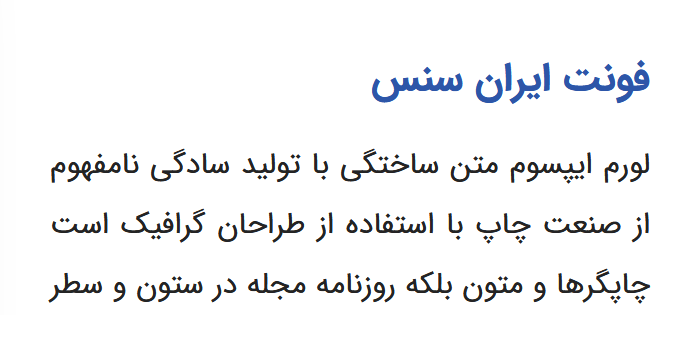 فونت ایران سنس
لورم ایپسوم متن ساختگی با تولید سادگی نامفهوم
از صنعت چاپ با استفاده از طراحان گرافیک است
چاپگرها و متون بلکه روزنامه مجله در ستون و سطر